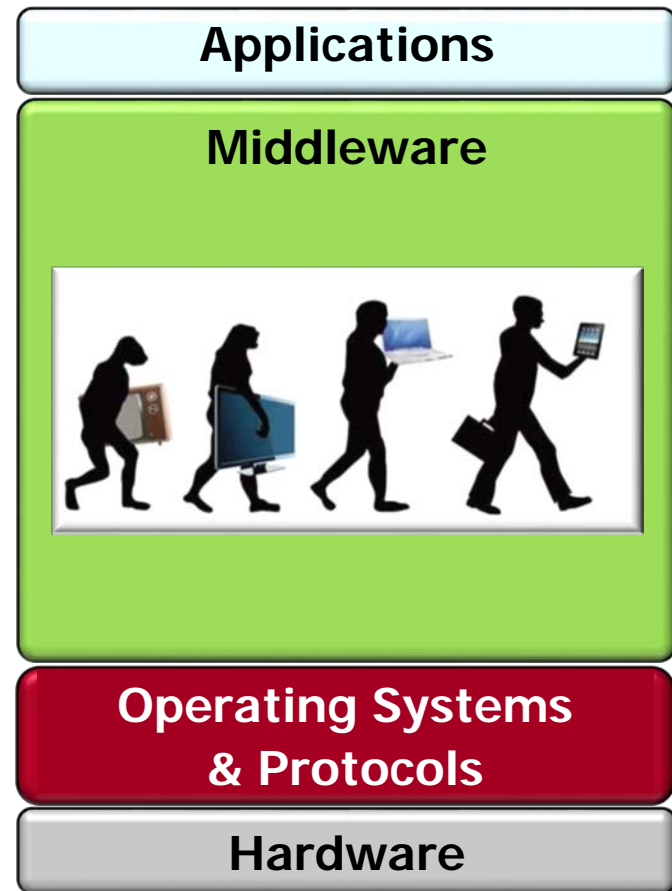 Applications
Middleware
Operating Systems
& Protocols
Hardware